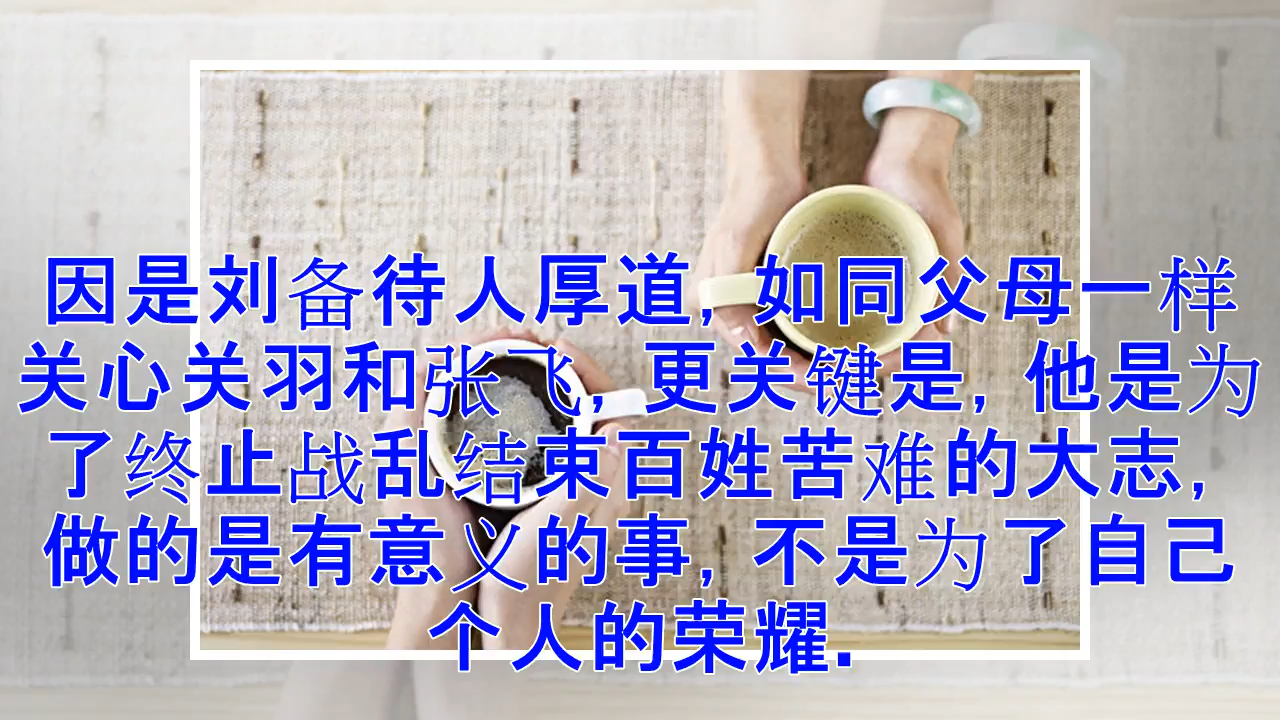 因是刘备待人厚道, 如同父母一样
关心关羽和张飞, 更关键是, 他是为
了终止战乱结束百姓苦难的大志,
做的是有意义的事, 不是为了自己
个人的荣耀.